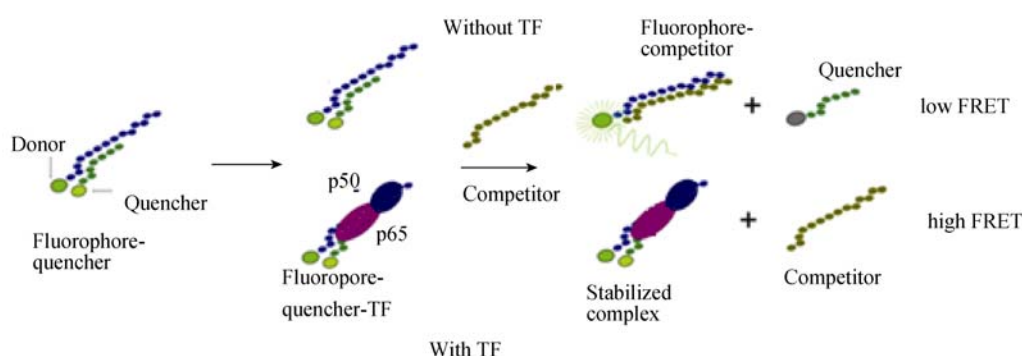 Without TF
Fluorophore-
competitor
Quencher
low FRET
Donor
Quencher
Fluorophore-
quencher
p50
p65
Competitor
Fluoropore-
quencher-TF
high FRET
Stabilized
complex
Competitor
With TF